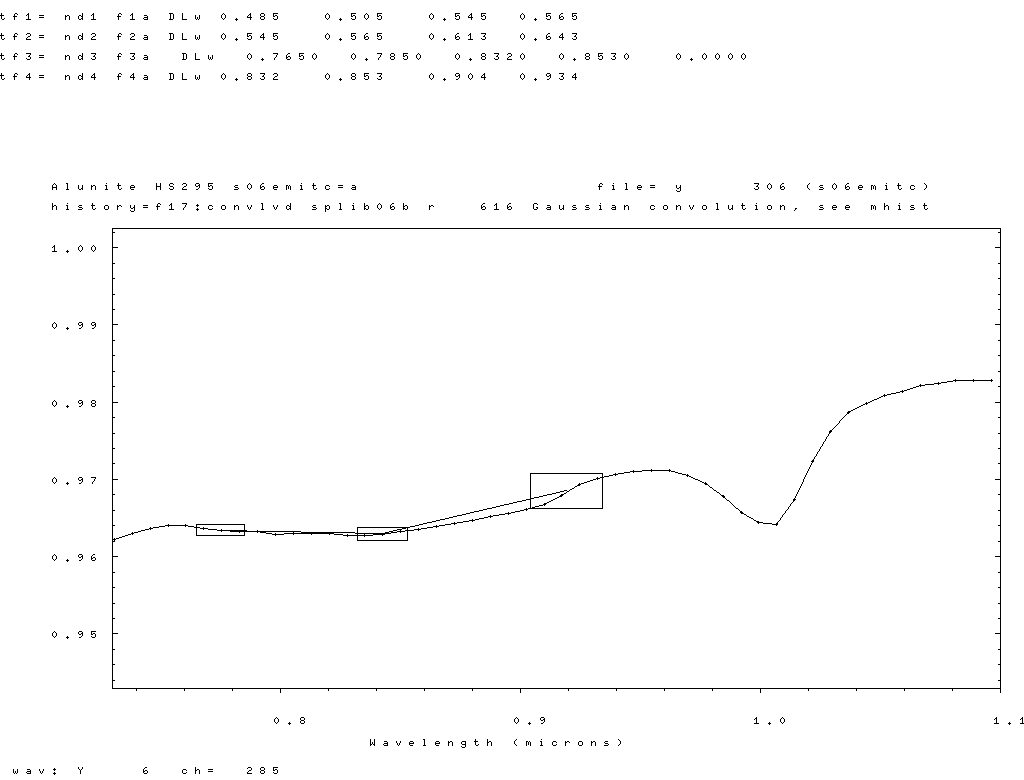 tf1= nd1 f1a DLw 0.485 0.505 0.545 0.565
tf2= nd2 f2a DLw 0.545 0.565 0.613 0.643
tf3= nd3 f3a DLw 0.7650 0.7850 0.8320 0.8530 0.0000
tf4= nd4 f4a DLw 0.832 0.853 0.904 0.934
Alunite HS295 s06emitc=a file= y 306 (s06emitc)
history=f17:convlvd splib06b r 616 Gaussian convolution, see mhist
1.00
0.99
0.98
0.97
0.96
0.95
0.8 0.9 1.0 1.1
Wavelength (microns)
wav: Y 6 ch= 285